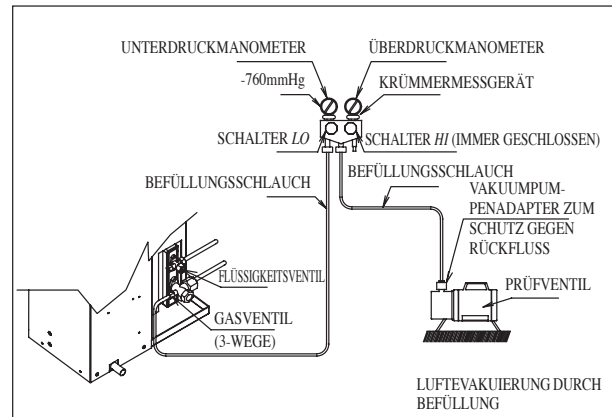 UNTERDRUCKMANOMETER
ÜBERDRUCKMANOMETER
-760mmHg
KRÜMMERMESSGERÄT
SCHALTER LO
SCHALTER HI (IMMER GESCHLOSSEN)
BEFÜLLUNGSSCHLAUCH
BEFÜLLUNGSSCHLAUCH
VAKUUMPUM-
PENADAPTER ZUM
SCHUTZ GEGEN
RÜCKFLUSS
FLÜSSIGKEITSVENTIL
PRÜFVENTIL
GASVENTIL
(3-WEGE)
LUFTEVAKUIERUNG DURCH
BEFÜLLUNG